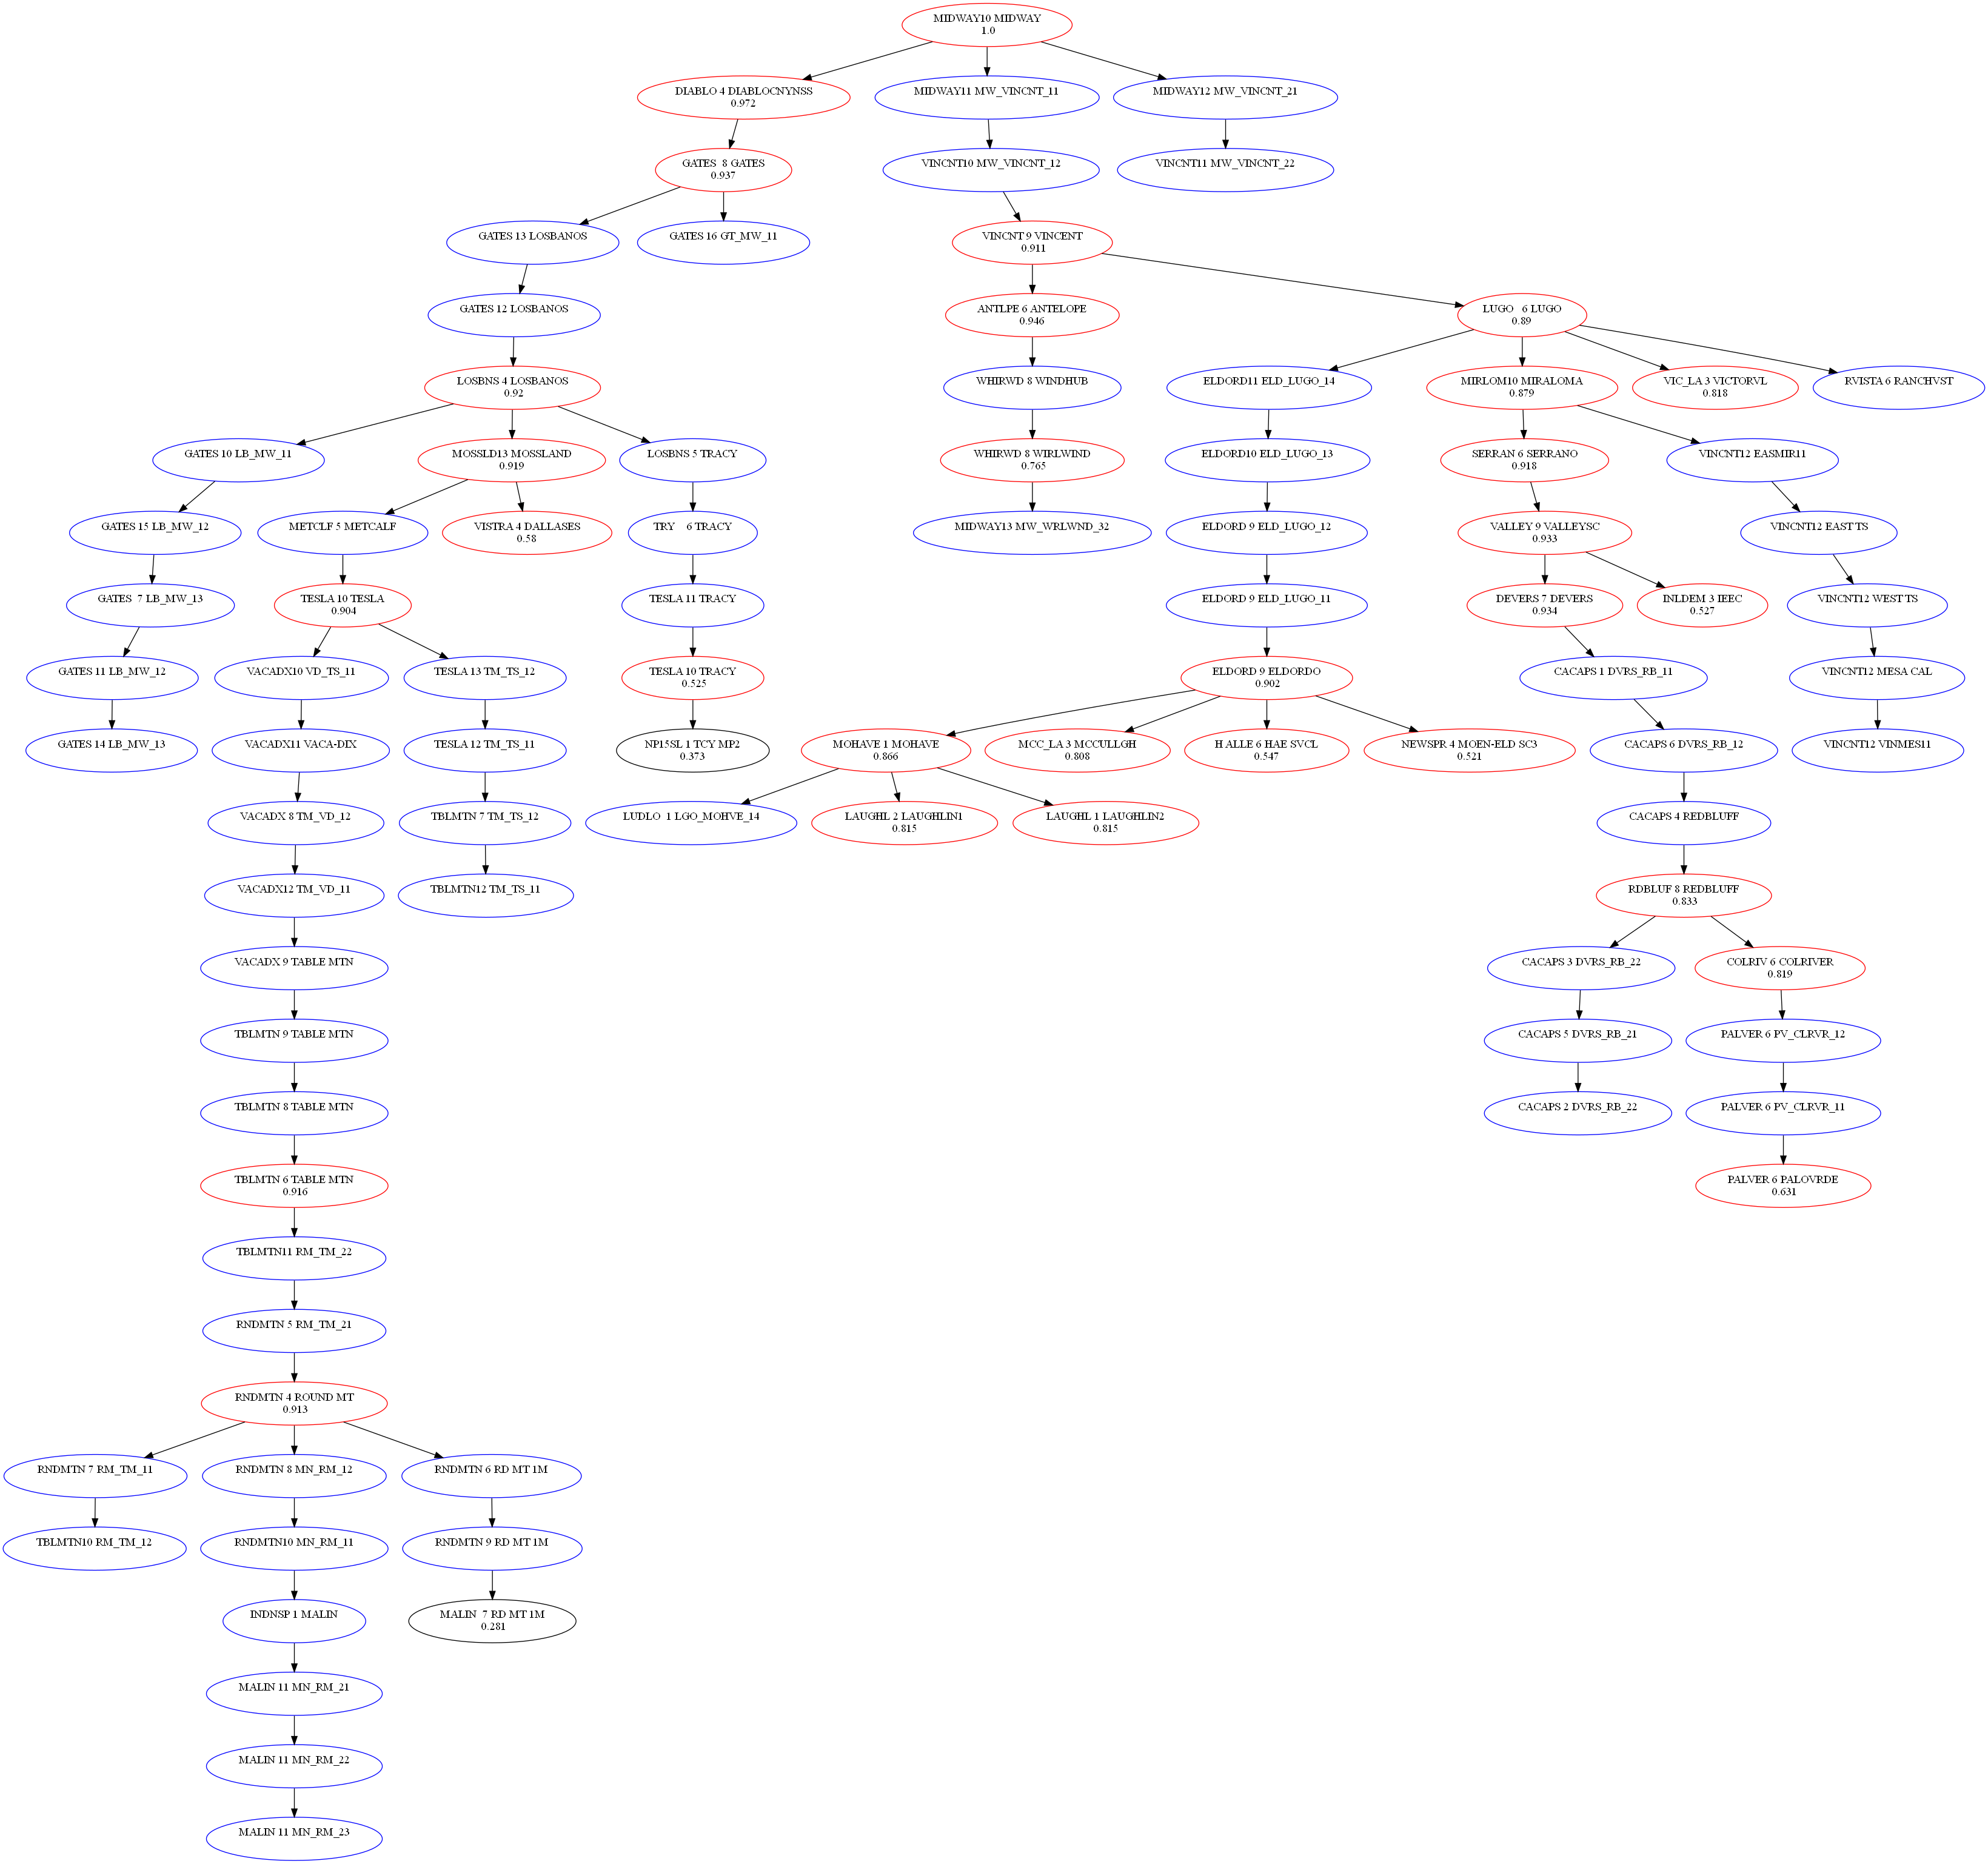 MIDWAY10 MIDWAY
1.0
DIABLO 4 DIABLOCNYNSS
0.972
MIDWAY11 MW_VINCNT_11
MIDWAY12 MW_VINCNT_21
GATES  8 GATES
0.937
VINCNT10 MW_VINCNT_12
VINCNT11 MW_VINCNT_22
GATES 13 LOSBANOS
GATES 16 GT_MW_11
VINCNT 9 VINCENT
0.911
GATES 12 LOSBANOS
ANTLPE 6 ANTELOPE
0.946
LUGO   6 LUGO
0.89
LOSBNS 4 LOSBANOS
0.92
WHIRWD 8 WINDHUB
ELDORD11 ELD_LUGO_14
MIRLOM10 MIRALOMA
0.879
VIC_LA 3 VICTORVL
0.818
RVISTA 6 RANCHVST
GATES 10 LB_MW_11
MOSSLD13 MOSSLAND
0.919
LOSBNS 5 TRACY
WHIRWD 8 WIRLWIND
0.765
ELDORD10 ELD_LUGO_13
SERRAN 6 SERRANO
0.918
VINCNT12 EASMIR11
GATES 15 LB_MW_12
METCLF 5 METCALF
VISTRA 4 DALLASES
0.58
TRY    6 TRACY
MIDWAY13 MW_WRLWND_32
ELDORD 9 ELD_LUGO_12
VALLEY 9 VALLEYSC
0.933
VINCNT12 EAST TS
GATES  7 LB_MW_13
TESLA 10 TESLA
0.904
TESLA 11 TRACY
ELDORD 9 ELD_LUGO_11
DEVERS 7 DEVERS
0.934
INLDEM 3 IEEC
0.527
VINCNT12 WEST TS
GATES 11 LB_MW_12
VACADX10 VD_TS_11
TESLA 13 TM_TS_12
TESLA 10 TRACY
0.525
ELDORD 9 ELDORDO
0.902
CACAPS 1 DVRS_RB_11
VINCNT12 MESA CAL
GATES 14 LB_MW_13
VACADX11 VACA-DIX
TESLA 12 TM_TS_11
NP15SL 1 TCY MP2
0.373
MOHAVE 1 MOHAVE
0.866
MCC_LA 3 MCCULLGH
0.808
H ALLE 6 HAE SVCL
0.547
NEWSPR 4 MOEN-ELD SC3
0.521
CACAPS 6 DVRS_RB_12
VINCNT12 VINMES11
VACADX 8 TM_VD_12
TBLMTN 7 TM_TS_12
LUDLO  1 LGO_MOHVE_14
LAUGHL 2 LAUGHLIN1
0.815
LAUGHL 1 LAUGHLIN2
0.815
CACAPS 4 REDBLUFF
VACADX12 TM_VD_11
TBLMTN12 TM_TS_11
RDBLUF 8 REDBLUFF
0.833
VACADX 9 TABLE MTN
CACAPS 3 DVRS_RB_22
COLRIV 6 COLRIVER
0.819
TBLMTN 9 TABLE MTN
CACAPS 5 DVRS_RB_21
PALVER 6 PV_CLRVR_12
TBLMTN 8 TABLE MTN
CACAPS 2 DVRS_RB_22
PALVER 6 PV_CLRVR_11
TBLMTN 6 TABLE MTN
0.916
PALVER 6 PALOVRDE
0.631
TBLMTN11 RM_TM_22
RNDMTN 5 RM_TM_21
RNDMTN 4 ROUND MT
0.913
RNDMTN 7 RM_TM_11
RNDMTN 8 MN_RM_12
RNDMTN 6 RD MT 1M
TBLMTN10 RM_TM_12
RNDMTN10 MN_RM_11
RNDMTN 9 RD MT 1M
INDNSP 1 MALIN
MALIN  7 RD MT 1M
0.281
MALIN 11 MN_RM_21
MALIN 11 MN_RM_22
MALIN 11 MN_RM_23